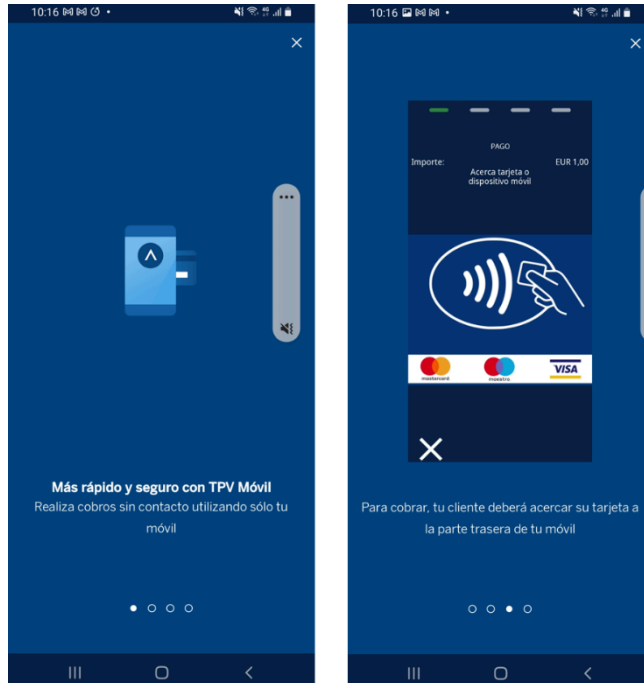 10:16
Más rápido y seguro con TPV Móvil
Realiza cobros sin contacto utilizando sólo tu
móvil
10:16
PAGO
Importe: EUR 1,00
Acerca tarjeta o
dispositivo móvil
mastercard maestro VISA
Para cobrar, tu cliente deberá acercar su tarjeta a
la parte trasera de tu móvil